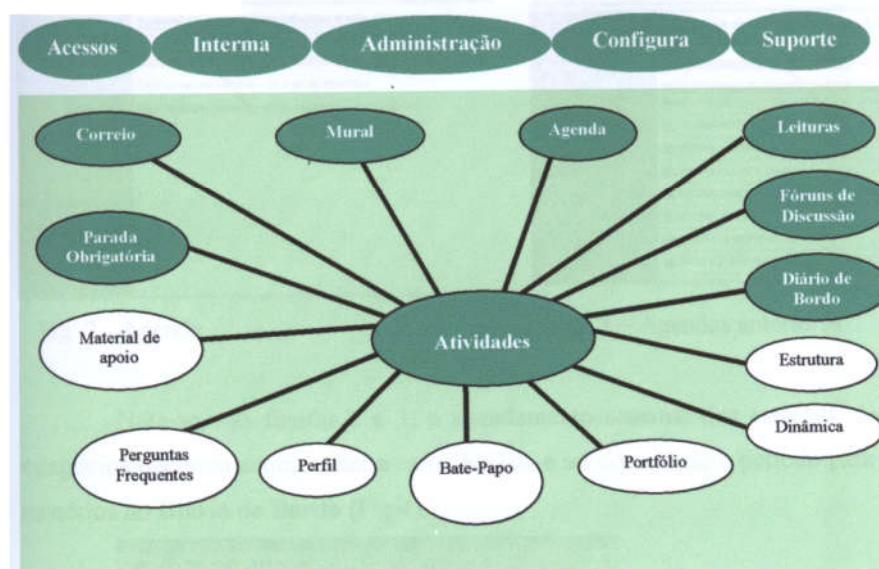 Acessos
Interma
Administração
Configura
Suporte
Correio
Mural
Agenda
Leituras
Fóruns de
Discussão
Parada
Obrigatória
Diário de
Bordo
Material de
apoio
Atividades
Estrutura
Perguntas
Frequentes
Perfil
Bate-Papo
Portfólio
Dinâmica